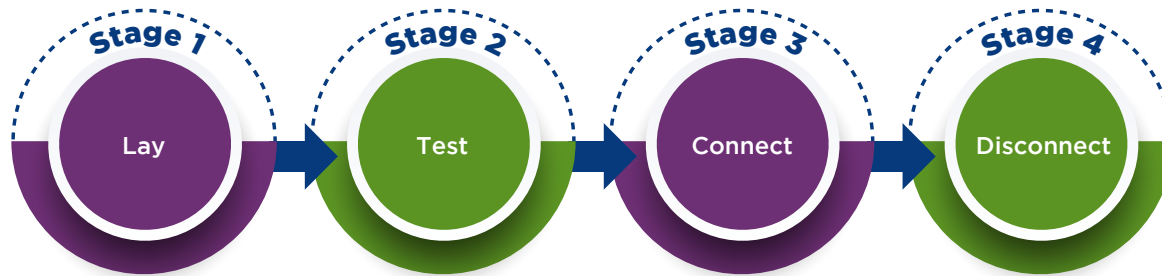 Stage 1
Lay
Stage 2
Test
Stage 3
Connect
Stage 4
Disconnect